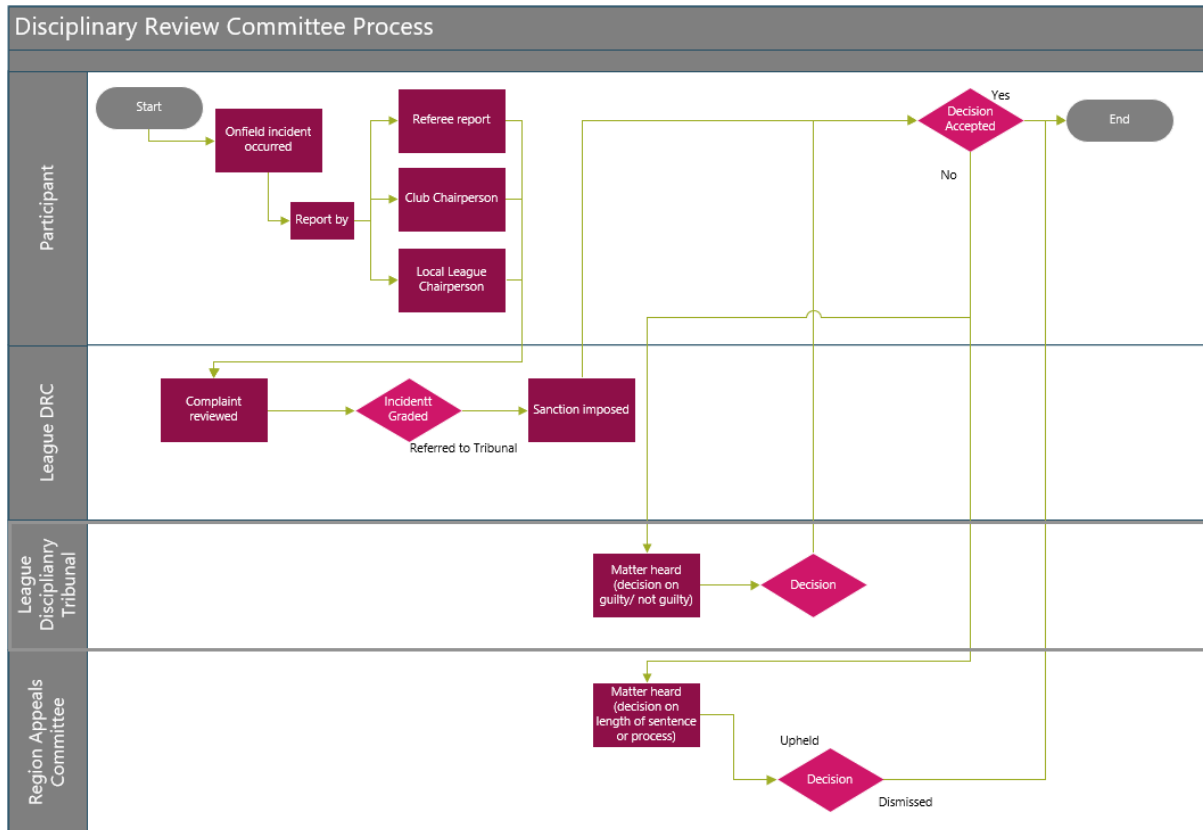 Disciplinary Review Committee Process
Participant
Start
Onfield incident
occurred
Report by
Referee report
Club Chairperson
Local League
Chairperson
Decision
Accepted
Yes
No
End
League DRC
Complaint
reviewed
Incidentt
Graded
Referred to Tribunal
Sanction imposed
League
Disciplianry
Tribunal
Matter heard
(decision on
guilty/ not guilty)
Decision
Region Appeals
Committee
Matter heard
(decision on
length of sentence
or process)
Upheld
Decision
Dismissed